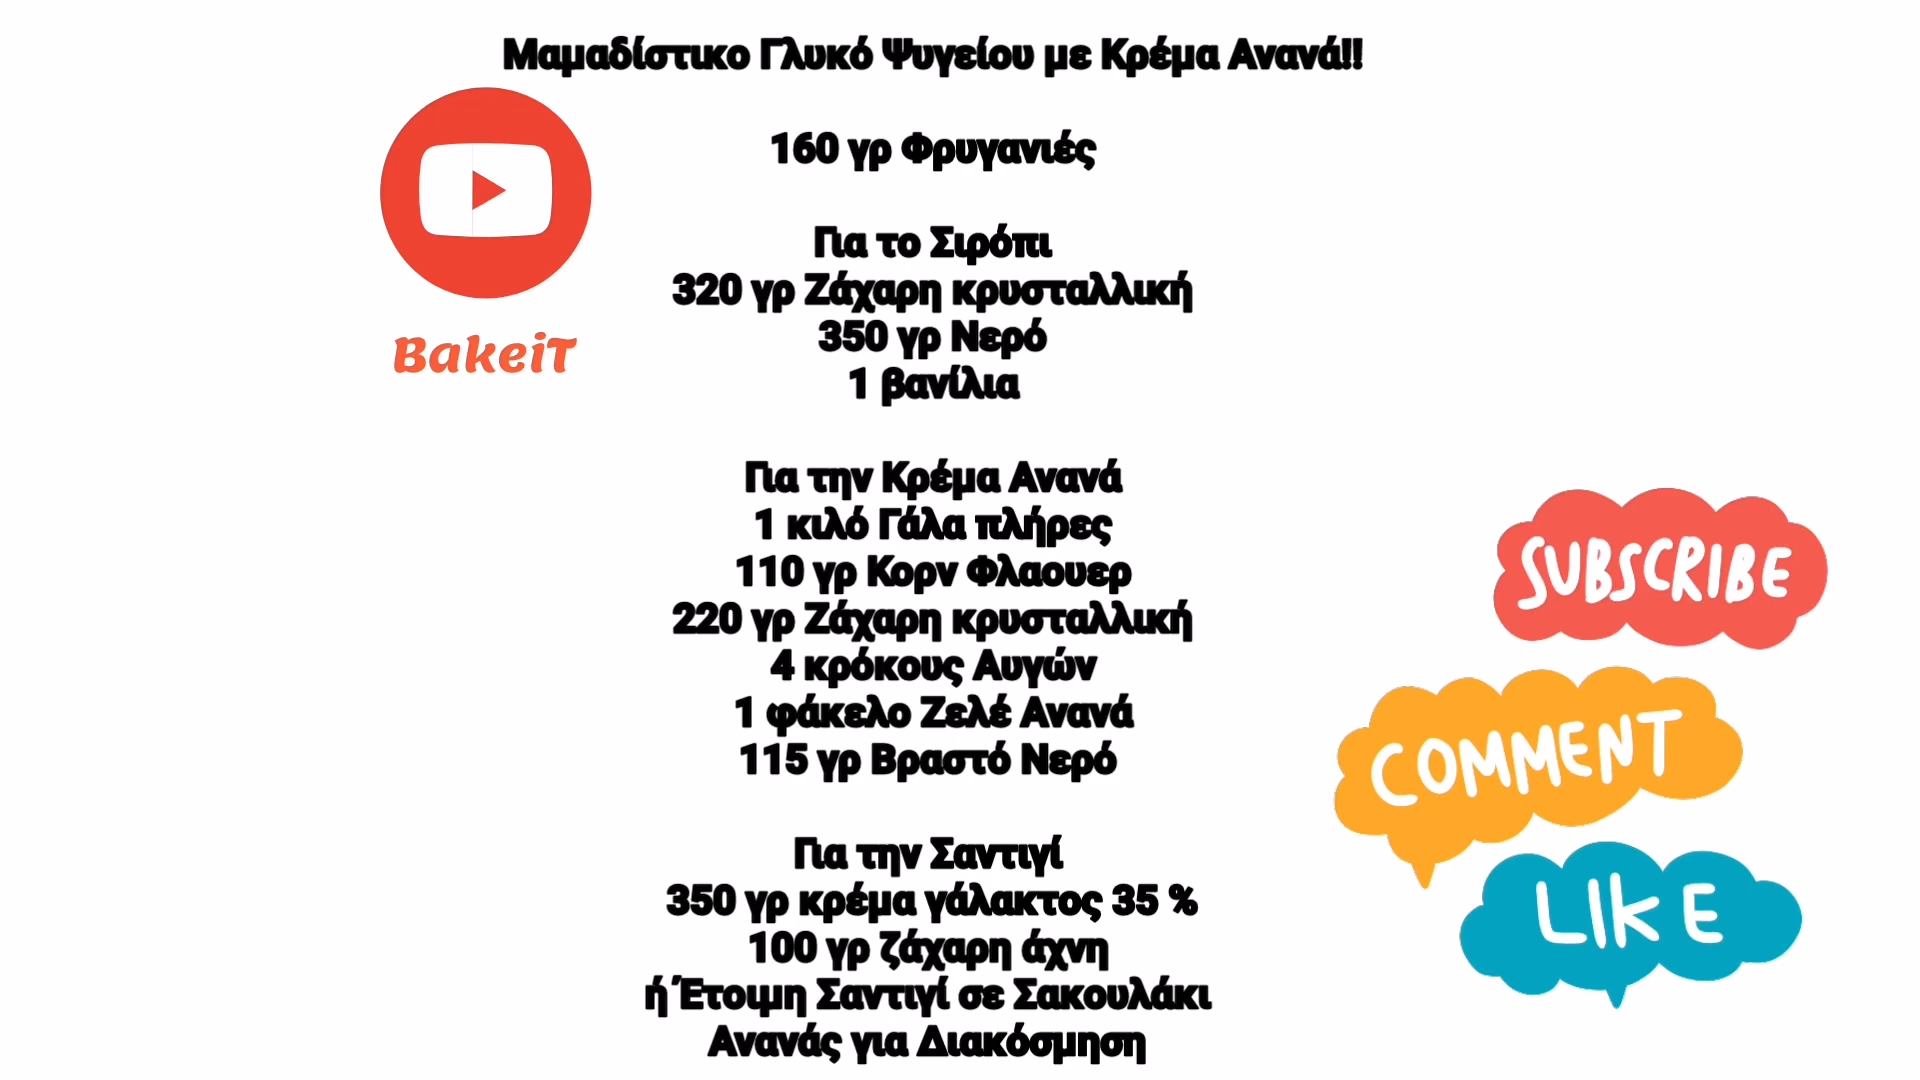 Μαμαδίστικο Γλυκό Ψυγείου με Κρέμα Ανανά!!
160 γρ Φρυγανιές
Για το Σιρόπι
320 γρ Ζάχαρη κρυσταλλική
350 γρ Νερό
1 βανίλια
BakeiT
Για την Κρέμα Ανανά
1 κιλό Γάλα πλήρες
110 γρ Κορν Φλαουερ
220 γρ Ζάχαρη κρυσταλλική
4 κρόκους Αυγών
1 φάκελο Ζελέ Ανανά
115 γρ Βραστό Νερό
Για την Σαντιγί
350 γρ κρέμα γάλακτος 35 %
100 γρ ζάχαρη άχνη
ή Έτοιμη Σαντιγί σε Σακουλάκι
Ανανάς για Διακόσμηση
SUBSCRIBE
COMMENT
LIKE